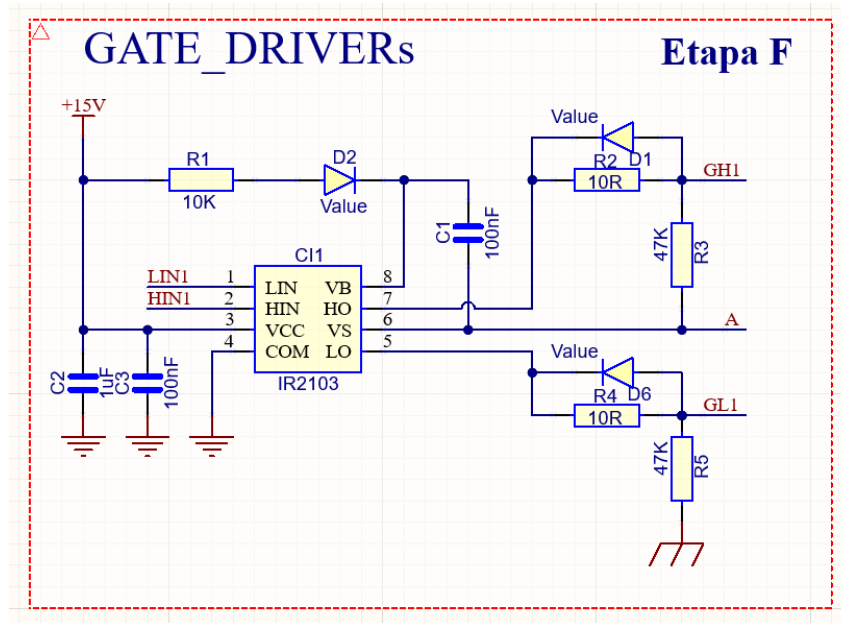 GATE_DRIVERs
Etapa F
+15V
R1
10K
D2
Value
C1
100nF
Value
D1
R2
10R
GH1
47K
R3
CI1
LIN1
1
LIN
VB
8
HIN1
2
HIN
HO
7
3
VCC
VS
6
A
4
COM
LO
5
IR2103
C2
1uF
C3
100nF
Value
D6
R4
10R
GL1
47K
R5